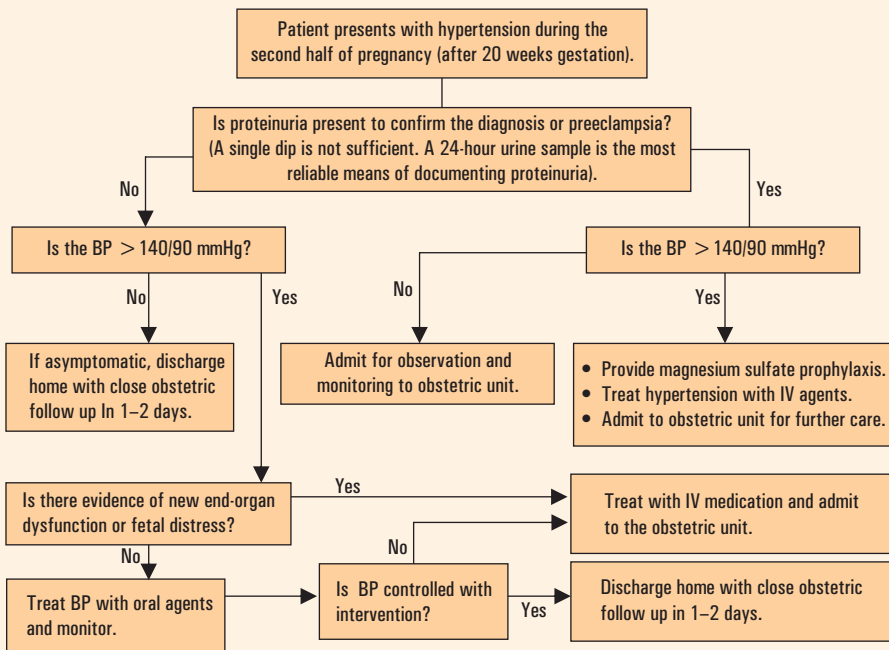 Patient presents with hypertension during the
second half of pregnancy (after 20 weeks gestation).
Is proteinuria present to confirm the diagnosis or preeclampsia?
(A single dip is not sufficient. A 24-hour urine sample is the most
reliable means of documenting proteinuria).
No
Yes
Is the BP > 140/90 mmHg?
Is the BP > 140/90 mmHg?
No
Yes
No
Yes
If asymptomatic, discharge
home with close obstetric
follow up In 1–2 days.
Admit for observation and
monitoring to obstetric unit.
• Provide magnesium sulfate prophylaxis.
• Treat hypertension with IV agents.
• Admit to obstetric unit for further care.
Is there evidence of new end-organ
dysfunction or fetal distress?
Yes
Treat with IV medication and admit
to the obstetric unit.
No
No
Treat BP with oral agents
and monitor.
Is BP controlled with
intervention?
Yes
Discharge home with close obstetric
follow up in 1–2 days.